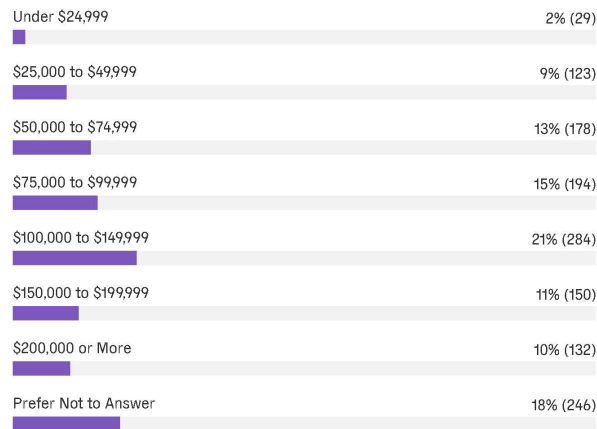 Under $24,999 2% (29)
$25,000 to $49,999 9% (123)
$50,000 to $74,999 13% (178)
$75,000 to $99,999 15% (194)
$100,000 to $149,999 21% (284)
$150,000 to $199,999 11% (150)
$200,000 or More 10% (132)
Prefer Not to Answer 18% (246)